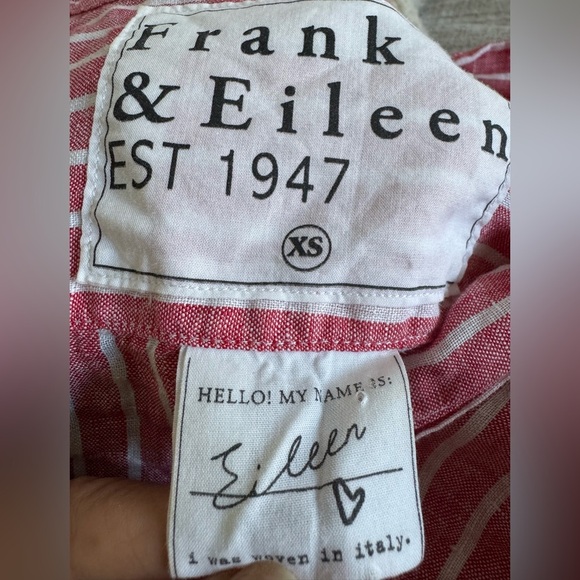 Frank
& Eileen
EST 1947
XS
HELLO! MY NAME IS:
Eileen
i was woven in italy.